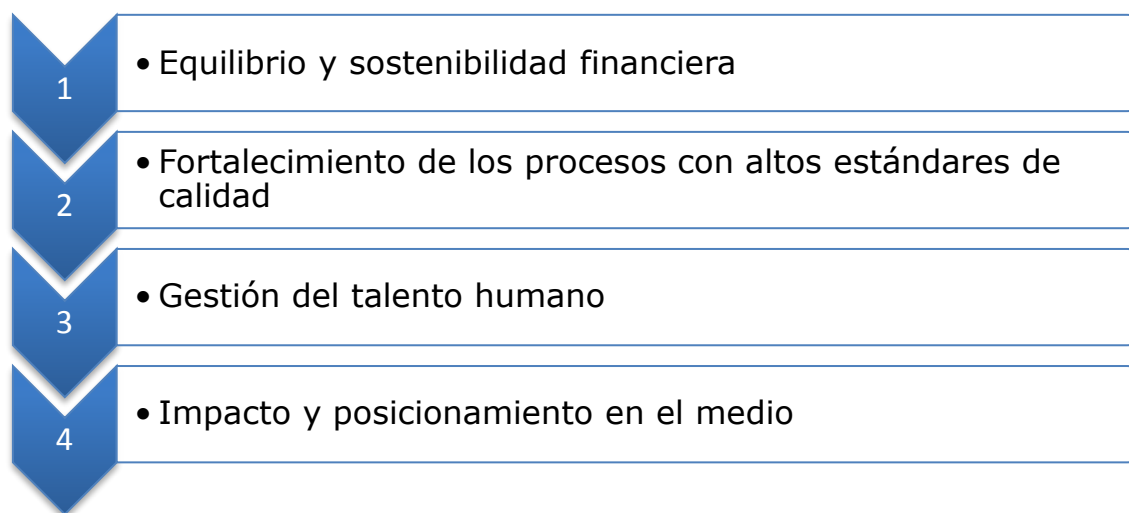 1
• Equilibrio y sostenibilidad financiera
2
• Fortalecimiento de los procesos con altos estándares de
calidad
3
• Gestión del talento humano
4
• Impacto y posicionamiento en el medio